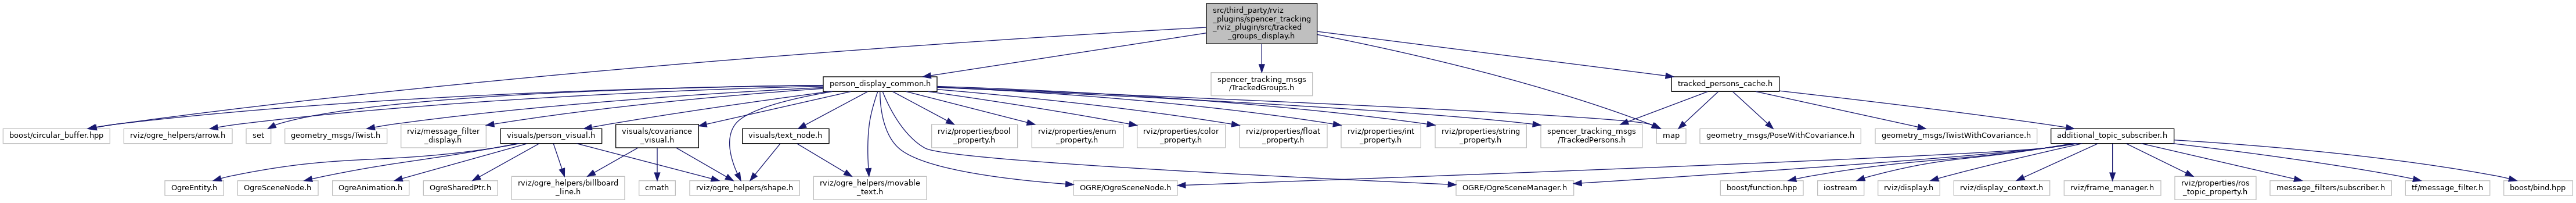 src/third_party/rviz
_plugins/spencer_tracking
_rviz_plugin/src/tracked
_groups_display.h
person_display_common.h
spencer_tracking_msgs
/TrackedGroups.h
tracked_persons_cache.h
boost/circular_buffer.hpp
rviz/ogre_helpers/arrow.h
set
geometry_msgs/Twist.h
rviz/message_filter
_display.h
visuals/person_visual.h
visuals/covariance
_visual.h
visuals/text_node.h
rviz/properties/bool
_property.h
rviz/properties/enum
_property.h
rviz/properties/color
_property.h
rviz/properties/float
_property.h
rviz/properties/int
_property.h
rviz/properties/string
_property.h
spencer_tracking_msgs
/TrackedPersons.h
map
geometry_msgs/PoseWithCovariance.h
geometry_msgs/TwistWithCovariance.h
additional_topic_subscriber.h
OgreEntity.h
OgreSceneNode.h
OgreAnimation.h
OgreSharedPtr.h
rviz/ogre_helpers/billboard
_line.h
cmath
rviz/ogre_helpers/shape.h
rviz/ogre_helpers/movable
_text.h
OGRE/OgreSceneNode.h
OGRE/OgreSceneManager.h
boost/function.hpp
iostream
rviz/display.h
rviz/display_context.h
rviz/frame_manager.h
rviz/properties/ros
_topic_property.h
message_filters/subscriber.h
tf/message_filter.h
boost/bind.hpp